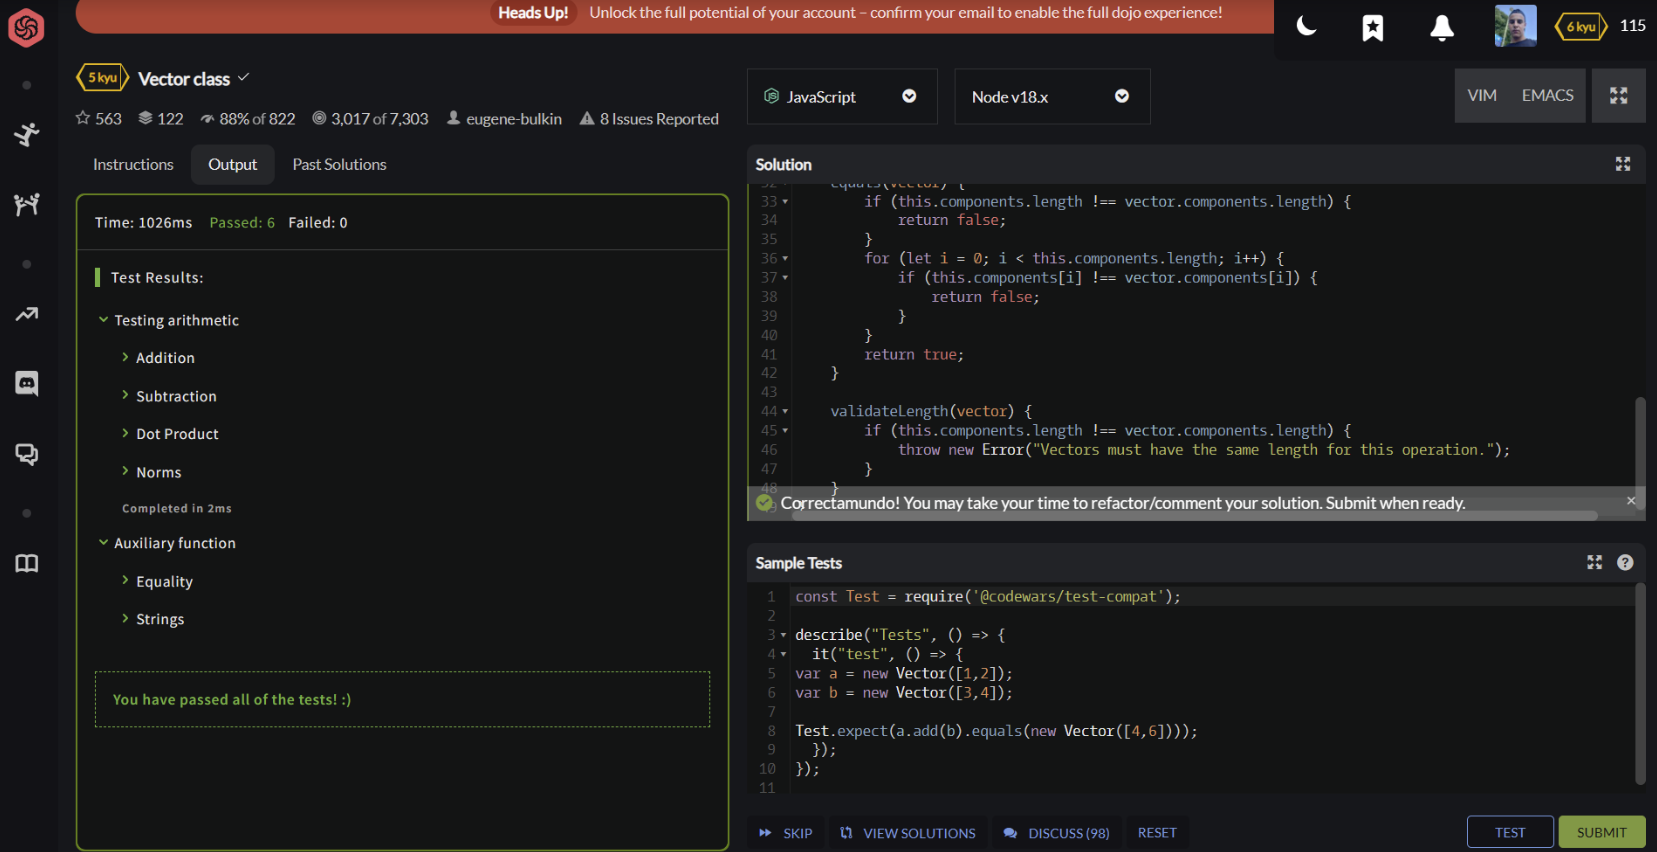 Heads Up! Unlock the full potential of your account – confirm your email to enable the full dojo experience!
6 kyu 115
5 kyu Vector class
563 122 88% of 822 3,017 of 7,303 eugene-bulkin 8 Issues Reported
JavaScript Node v18.x VIM EMACS
Instructions Output Past Solutions
Time: 1026ms Passed: 6 Failed: 0
Test Results:
Testing arithmetic
Addition
Subtraction
Dot Product
Norms
Completed in 2ms
Auxiliary function
Equality
Strings
You have passed all of the tests! :)
Solution
32 equals(vector) {
33 if (this.components.length !== vector.components.length) {
34 return false;
35 }
36 for (let i = 0; i < this.components.length; i++) {
37 if (this.components[i] !== vector.components[i]) {
38 return false;
39 }
40 }
41 return true;
42 }
43
44 validateLength(vector) {
45 if (this.components.length !== vector.components.length) {
46 throw new Error("Vectors must have the same length for this operation.");
47 }
48 }
Correctamundo! You may take your time to refactor/comment your solution. Submit when ready.
Sample Tests
1 const Test = require('@codewars/test-compat');
2
3 describe("Tests", () => {
4 it("test", () => {
5 var a = new Vector([1,2]);
6 var b = new Vector([3,4]);
7
8 Test.expect(a.add(b).equals(new Vector([4,6])));
9 });
10 });
11
SKIP VIEW SOLUTIONS DISCUSS (98) RESET TEST SUBMIT